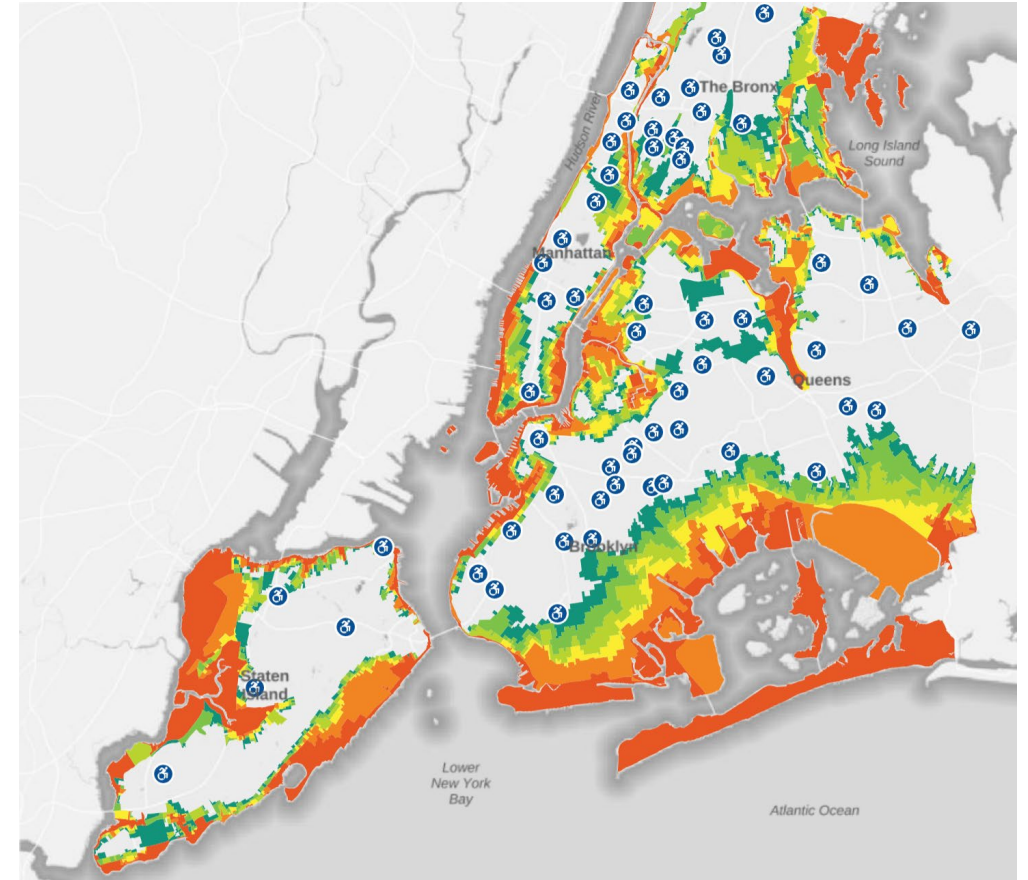 The Bronx
Hudson River
Long Island
Sound
Manhattan
Queens
Brooklyn
Staten
Island
Lower
New York
Bay
Atlantic Ocean